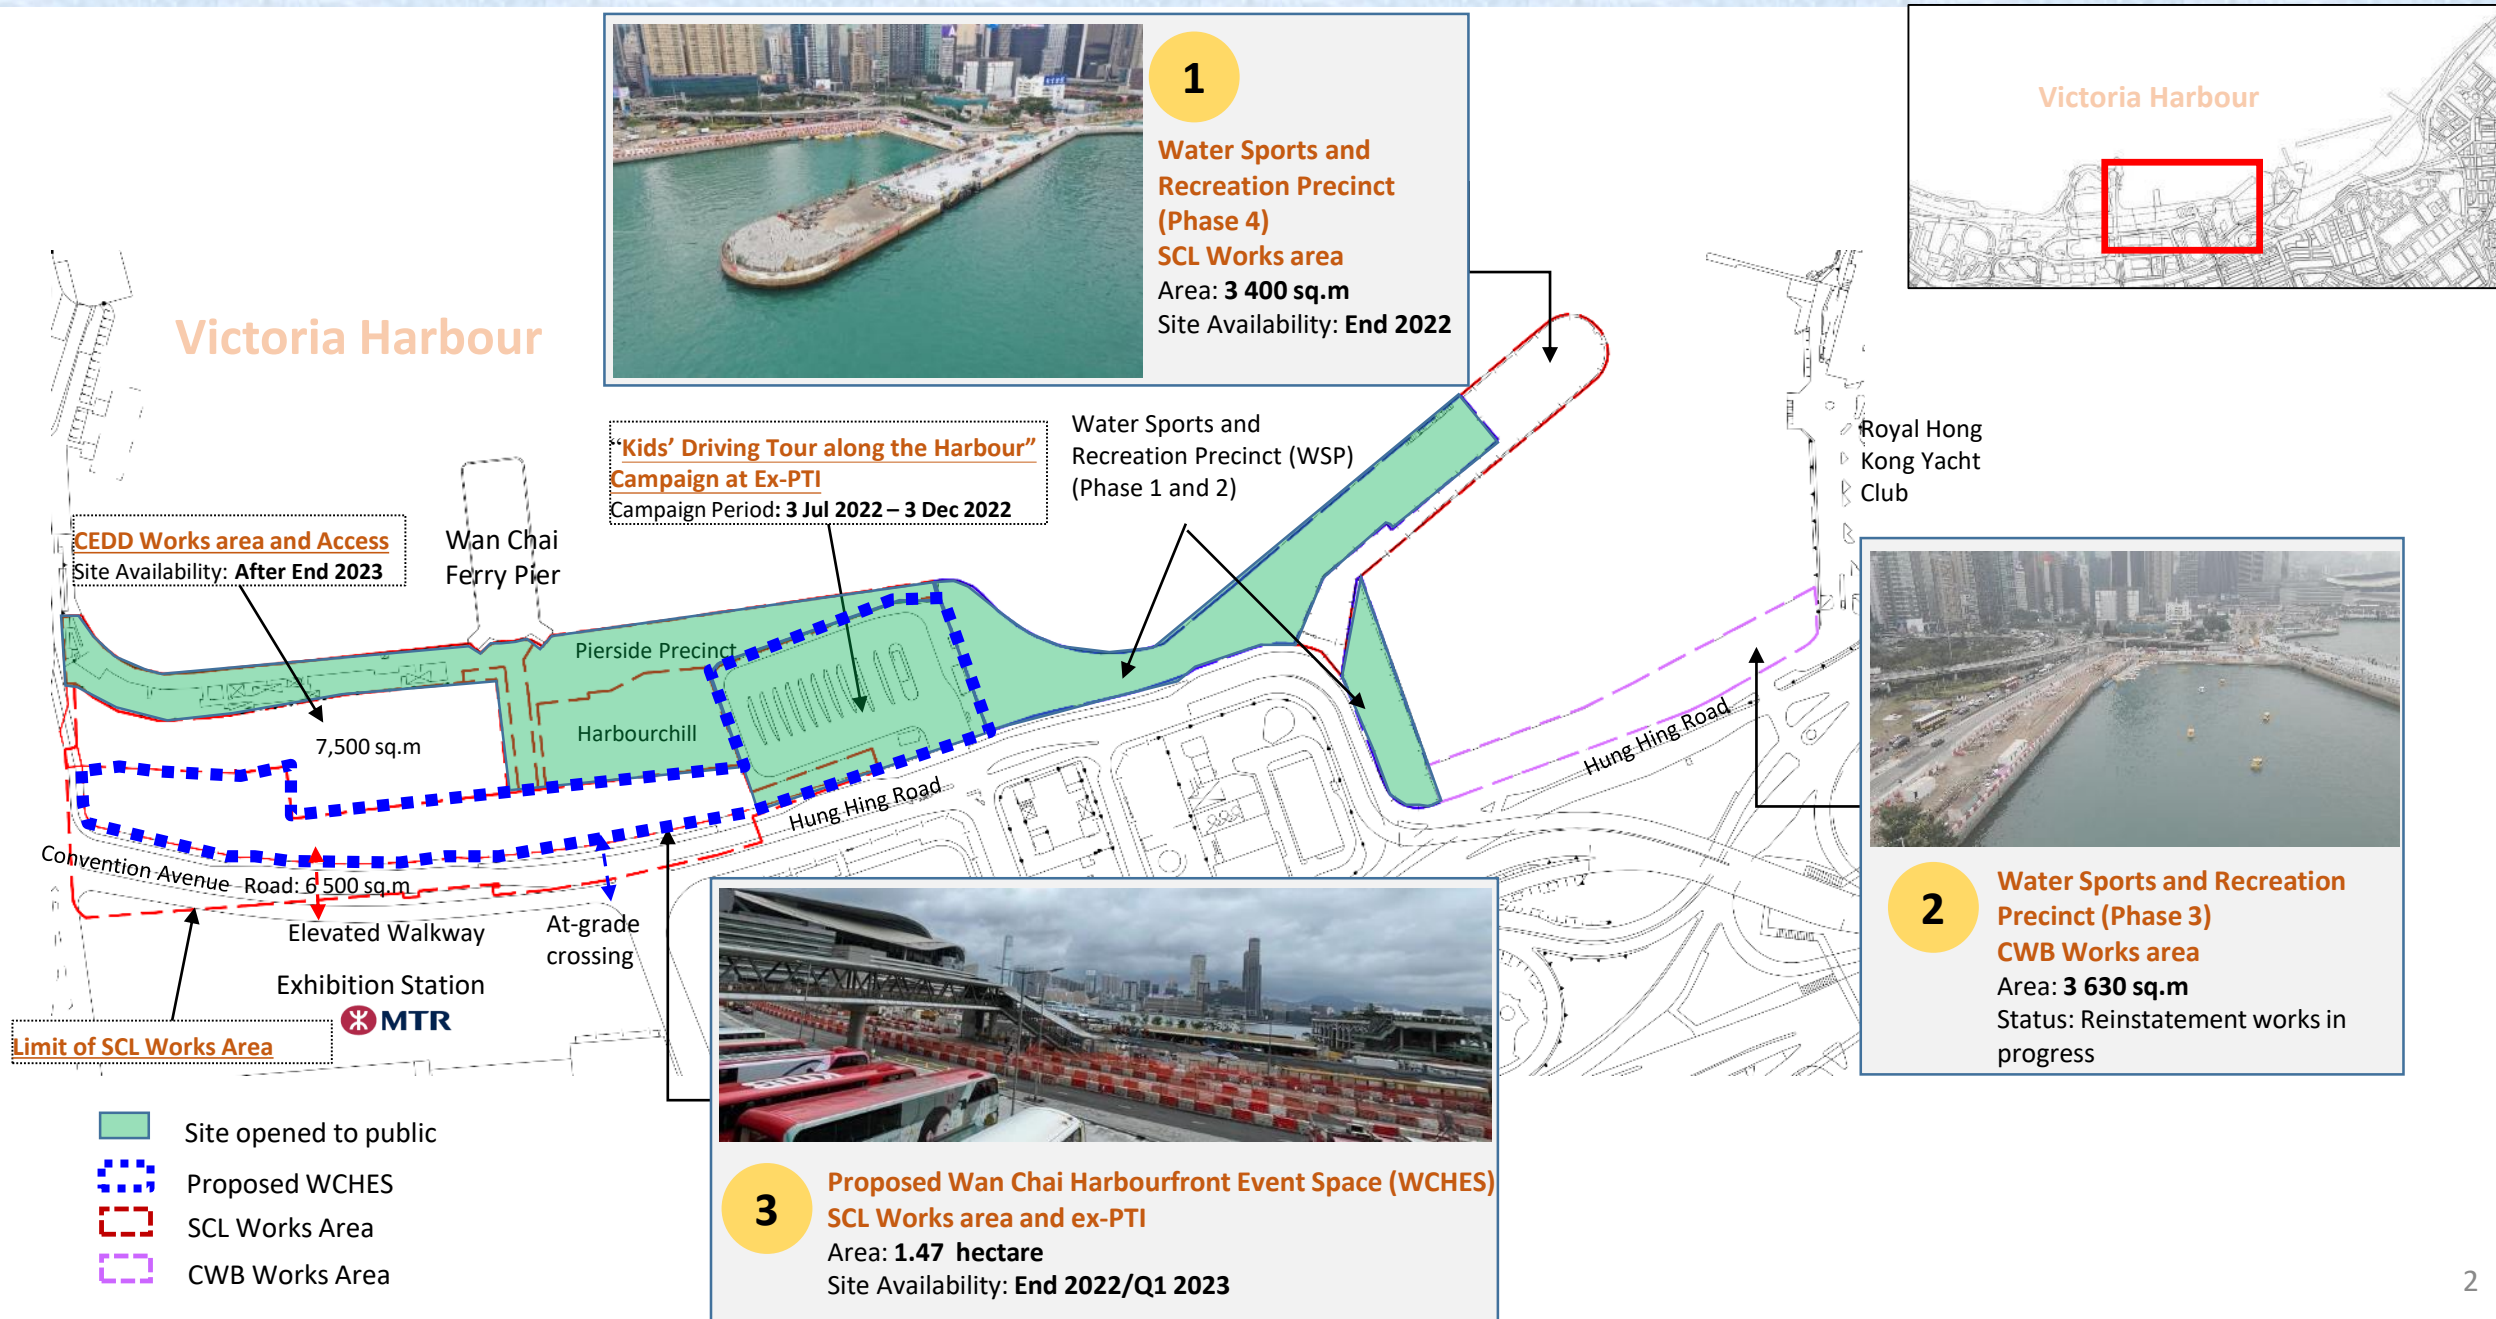 Victoria Harbour
1
Water Sports and
Recreation Precinct
(Phase 4)
SCL Works area
Area: 3 400 sq.m
Site Availability: End 2022
Victoria Harbour
“Kids’ Driving Tour along the Harbour”
Campaign at Ex-PTI
Campaign Period: 3 Jul 2022 – 3 Dec 2022
Water Sports and
Recreation Precinct (WSP)
(Phase 1 and 2)
Royal Hong
Kong Yacht
Club
CEDD Works area and Access
Site Availability: After End 2023
Wan Chai
Ferry Pier
Pierside Precinct
Harbourchill
7,500 sq.m
Hung Hing Road
Hung Hing Road
Convention Avenue
Road: 6 500 sq.m
Elevated Walkway
At-grade
crossing
Exhibition Station
MTR
Limit of SCL Works Area
2
Water Sports and Recreation
Precinct (Phase 3)
CWB Works area
Area: 3 630 sq.m
Status: Reinstatement works in
progress
Site opened to public
Proposed WCHES
SCL Works Area
CWB Works Area
3
Proposed Wan Chai Harbourfront Event Space (WCHES)
SCL Works area and ex-PTI
Area: 1.47 hectare
Site Availability: End 2022/Q1 2023
2